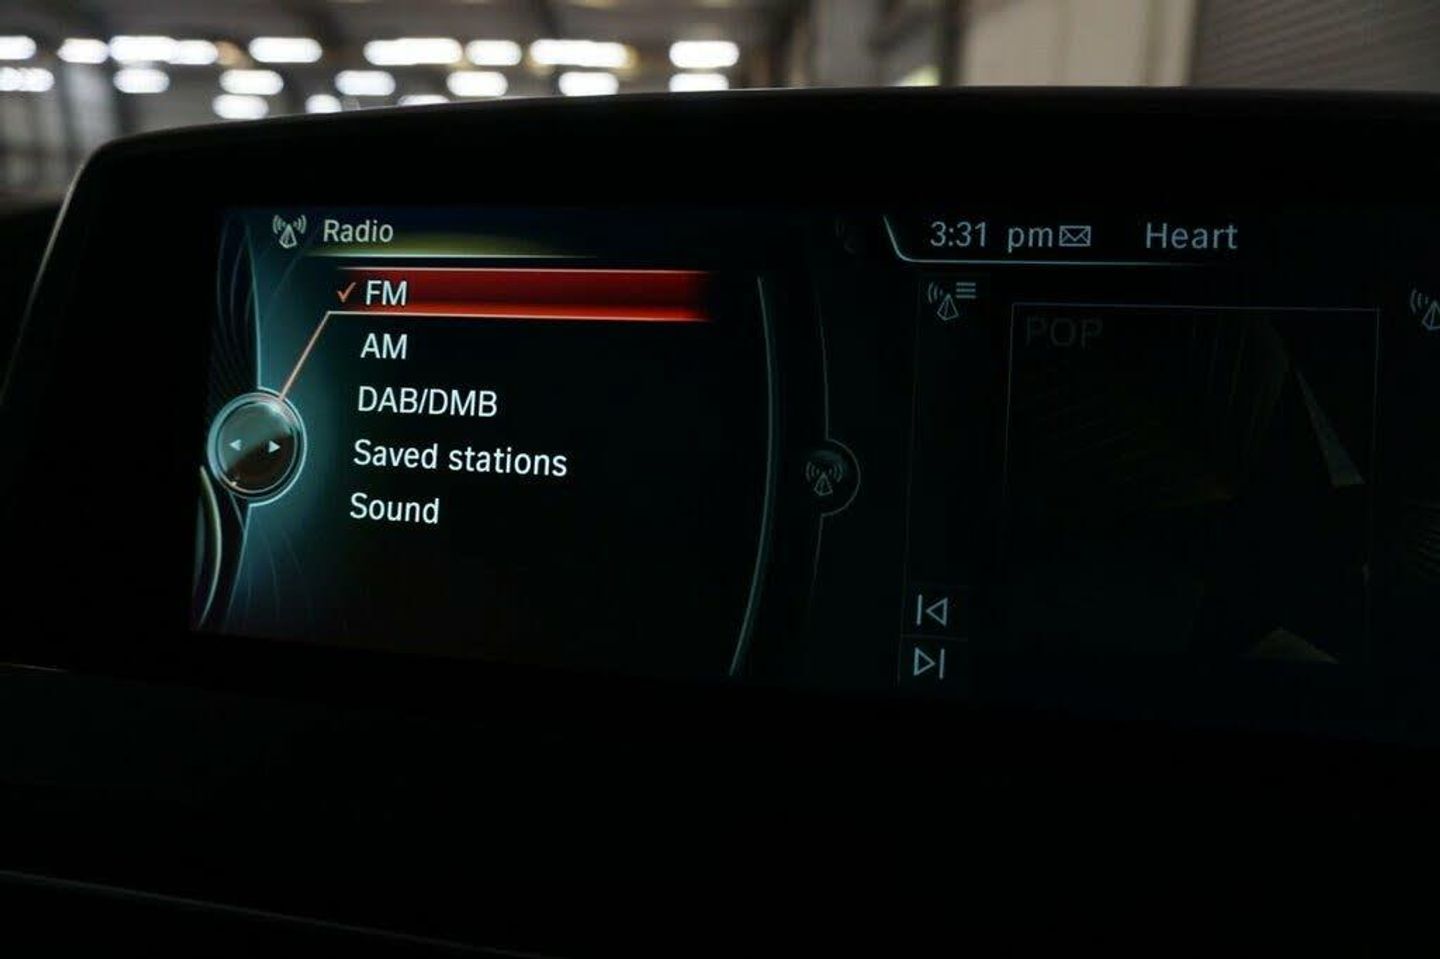 Radio
FM
AM
DAB/DMB
Saved stations
Sound
3:31 pm
Heart
POP